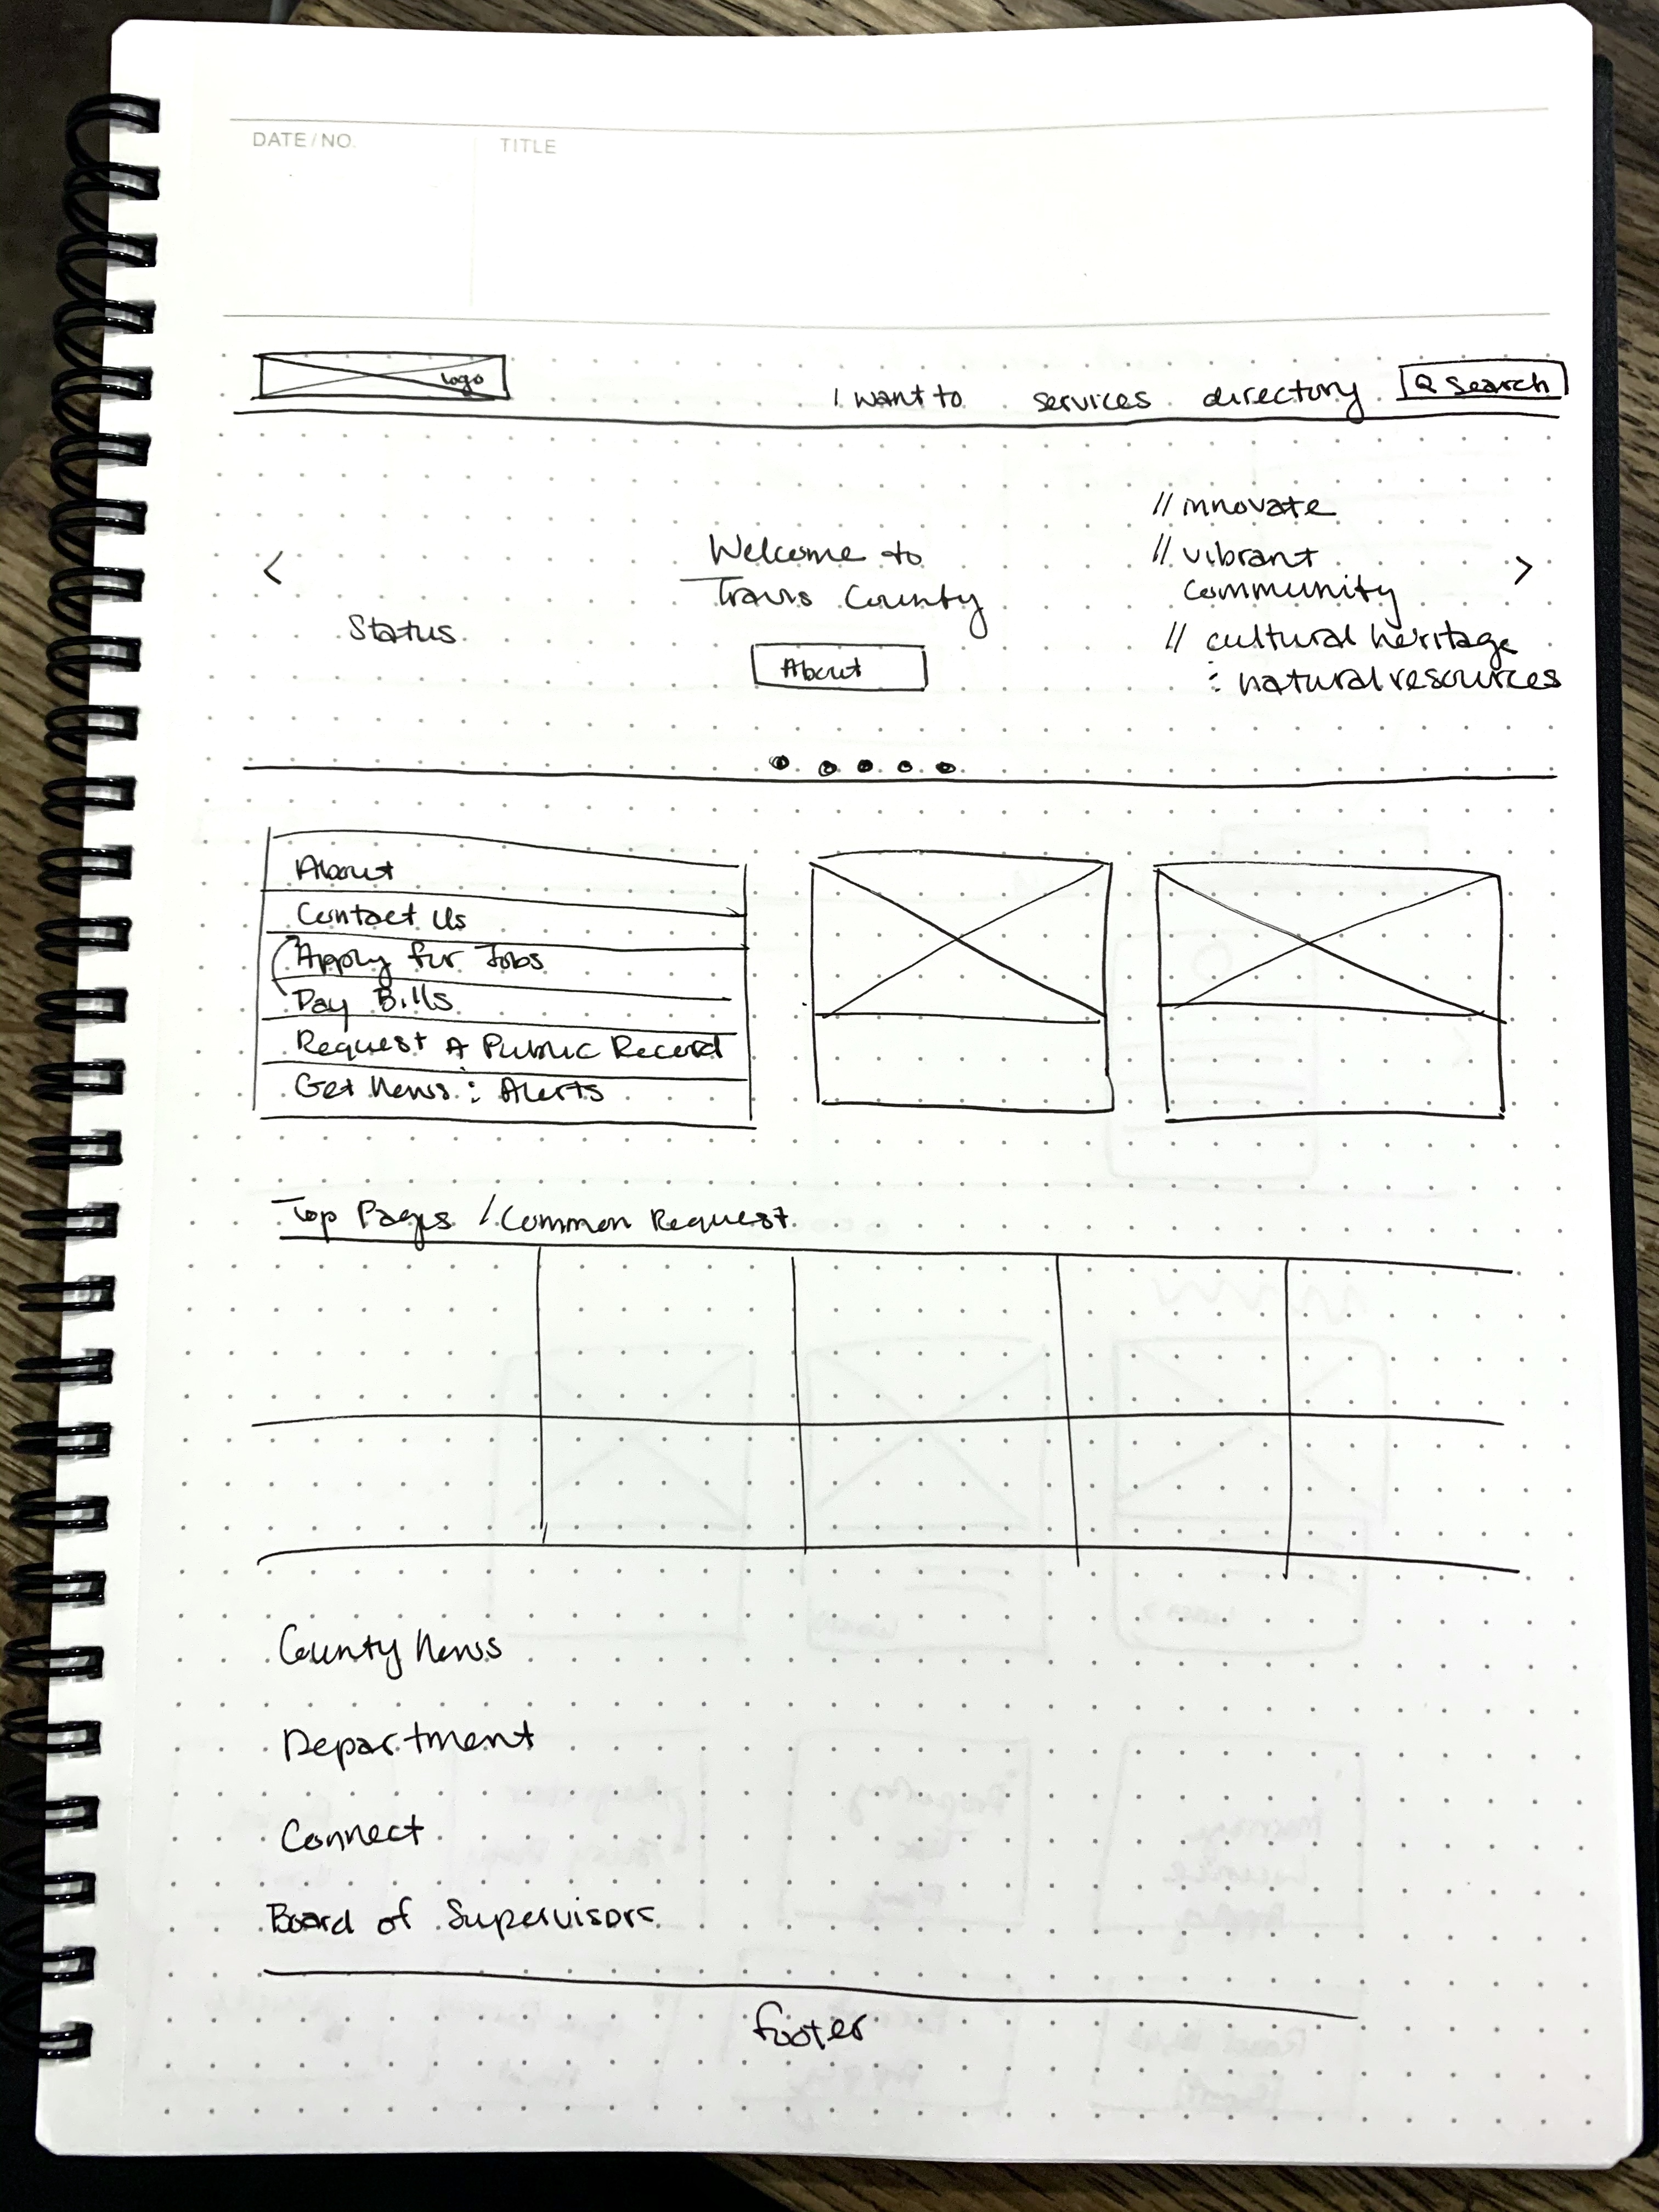 DATE/NO.
TITLE
logo
I want to services directory Search
// innovate
// vibrant
community
// cultural heritage
: natural resources
<
>
Welcome to
Travis County
Status
About
About
Contact Us
Apply for Jobs
Pay Bills
Request A Public Record
Get News : Alerts
Top Pages / Common Request
County News
Department
Connect
Board of Supervisors
footer